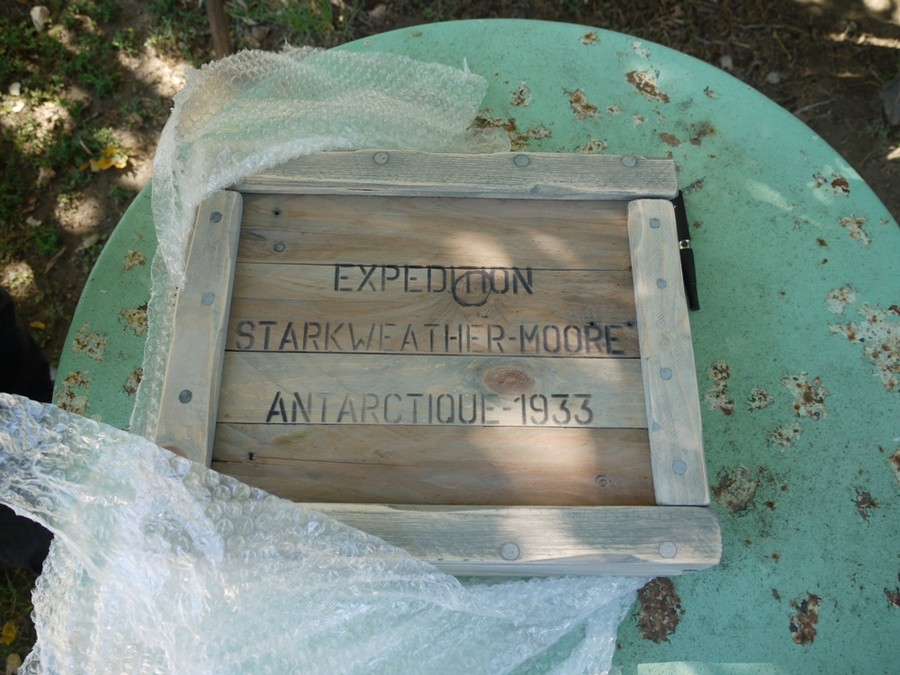 EXPEDITION
STARKWEATHER-MOORE
ANTARCTIQUE-1933